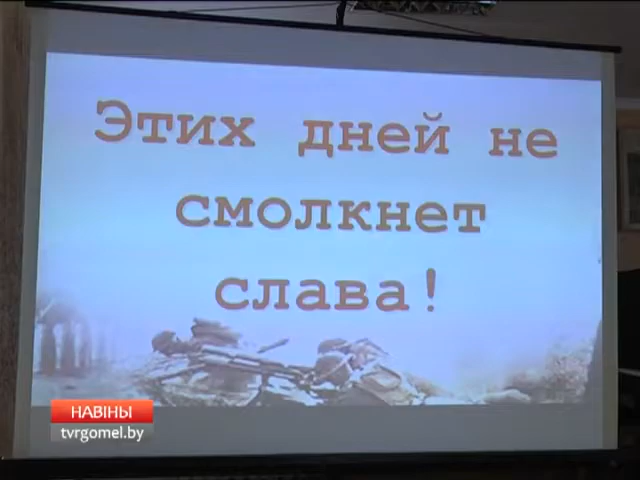 Этих дней не
смолкнет
слава!
НАВІНЫ
tvrgomel.by